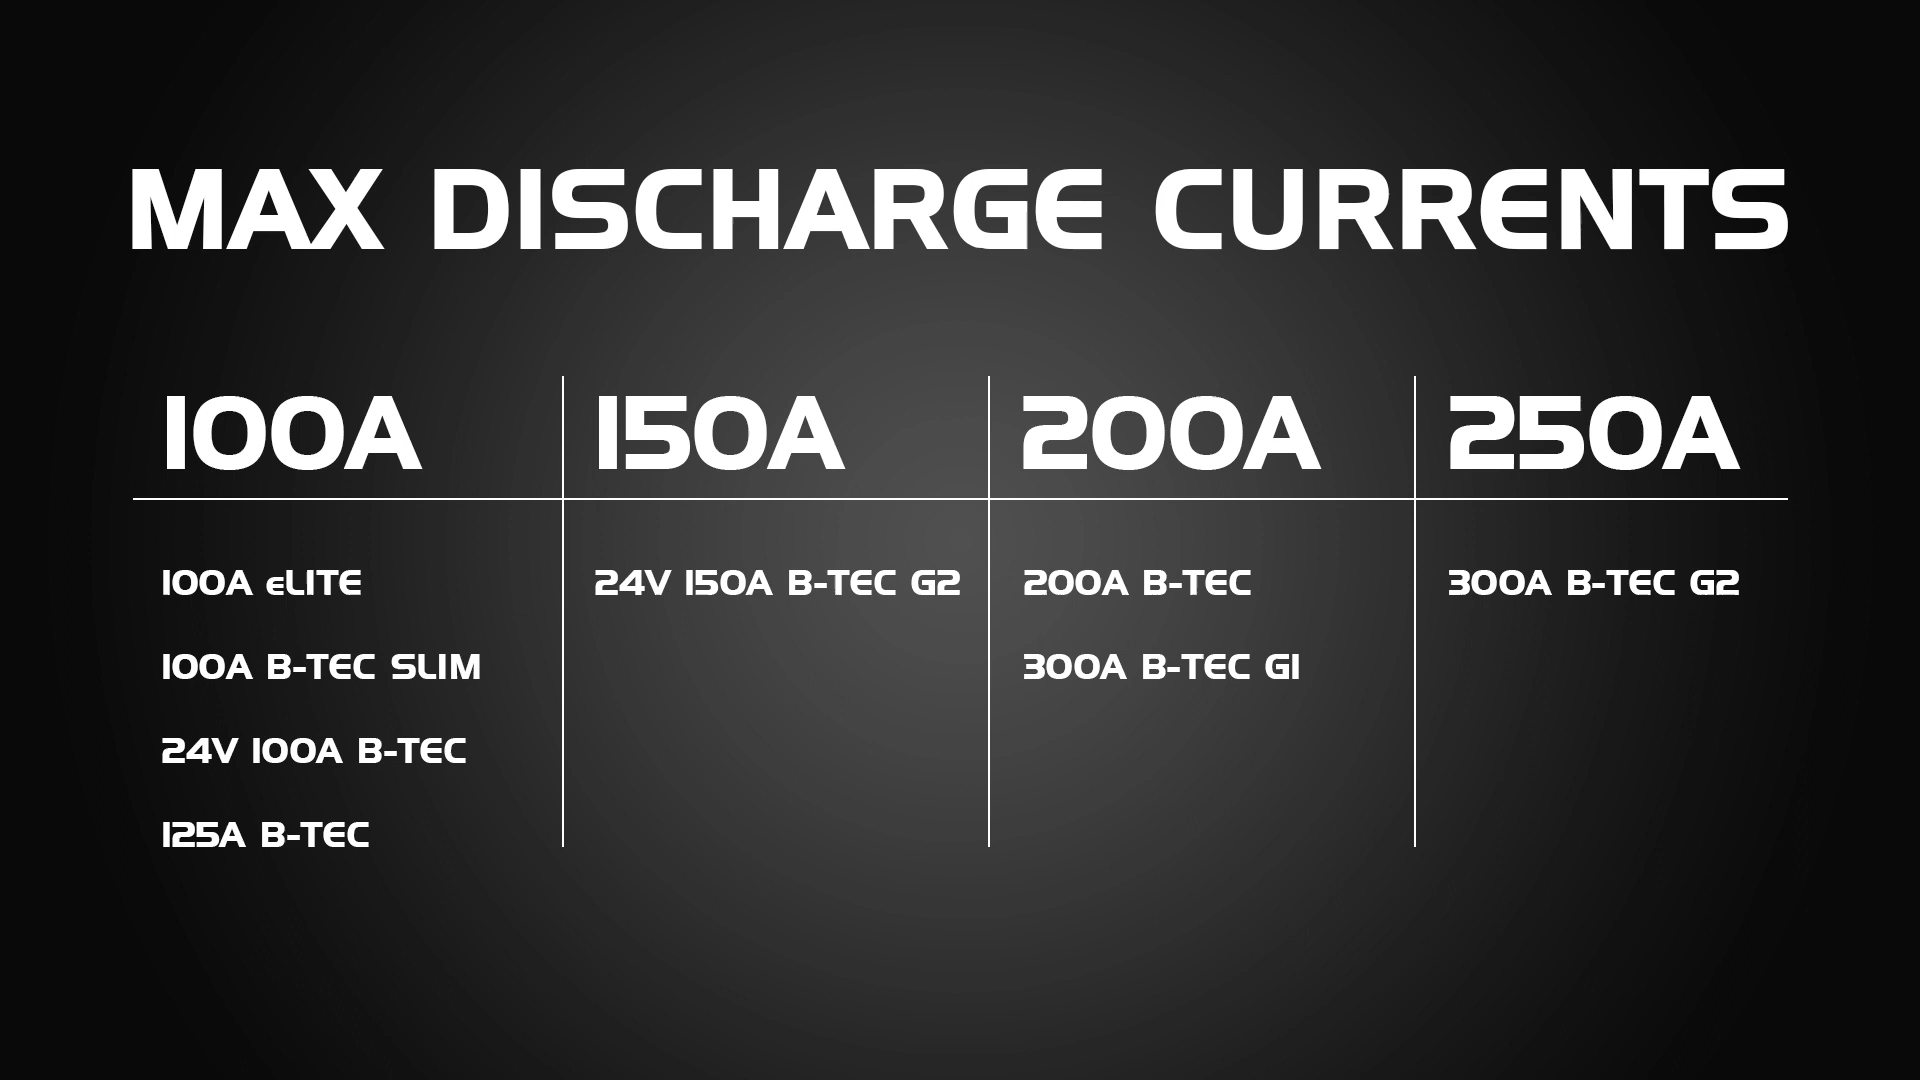 MAX DISCHARGE CURRENTS
100A 150A 200A 250A
100A eLITE 24V 150A B-TEC G2 200A B-TEC 300A B-TEC G2
100A B-TEC SLIM 300A B-TEC G1
24V 100A B-TEC
125A B-TEC